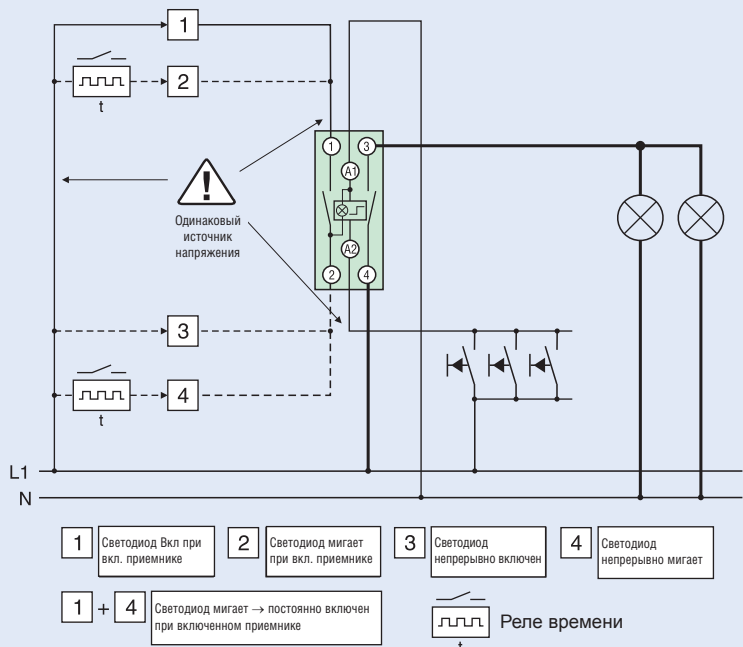 1
2
t
1
3
A1
!
Одинаковый
источник
напряжения
A2
2
4
3
4
t
L1
N
1
Светодиод Вкл при
вкл. приемнике
2
Светодиод мигает
при вкл. приемнике
3
Светодиод
непрерывно включен
4
Светодиод
непрерывно мигает
1 + 4
Светодиод мигает → постоянно включен
при включенном приемнике
Реле времени
t